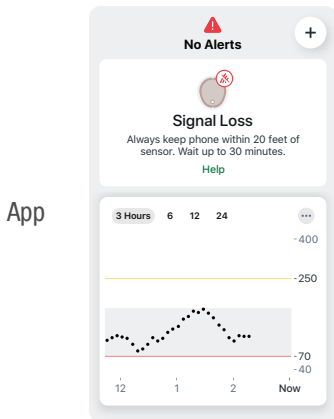 No Alerts
+
Signal Loss
Always keep phone within 20 feet of
sensor. Wait up to 30 minutes.
Help
App
3 Hours 6 12 24
400
250
70
40
12 1 2 Now